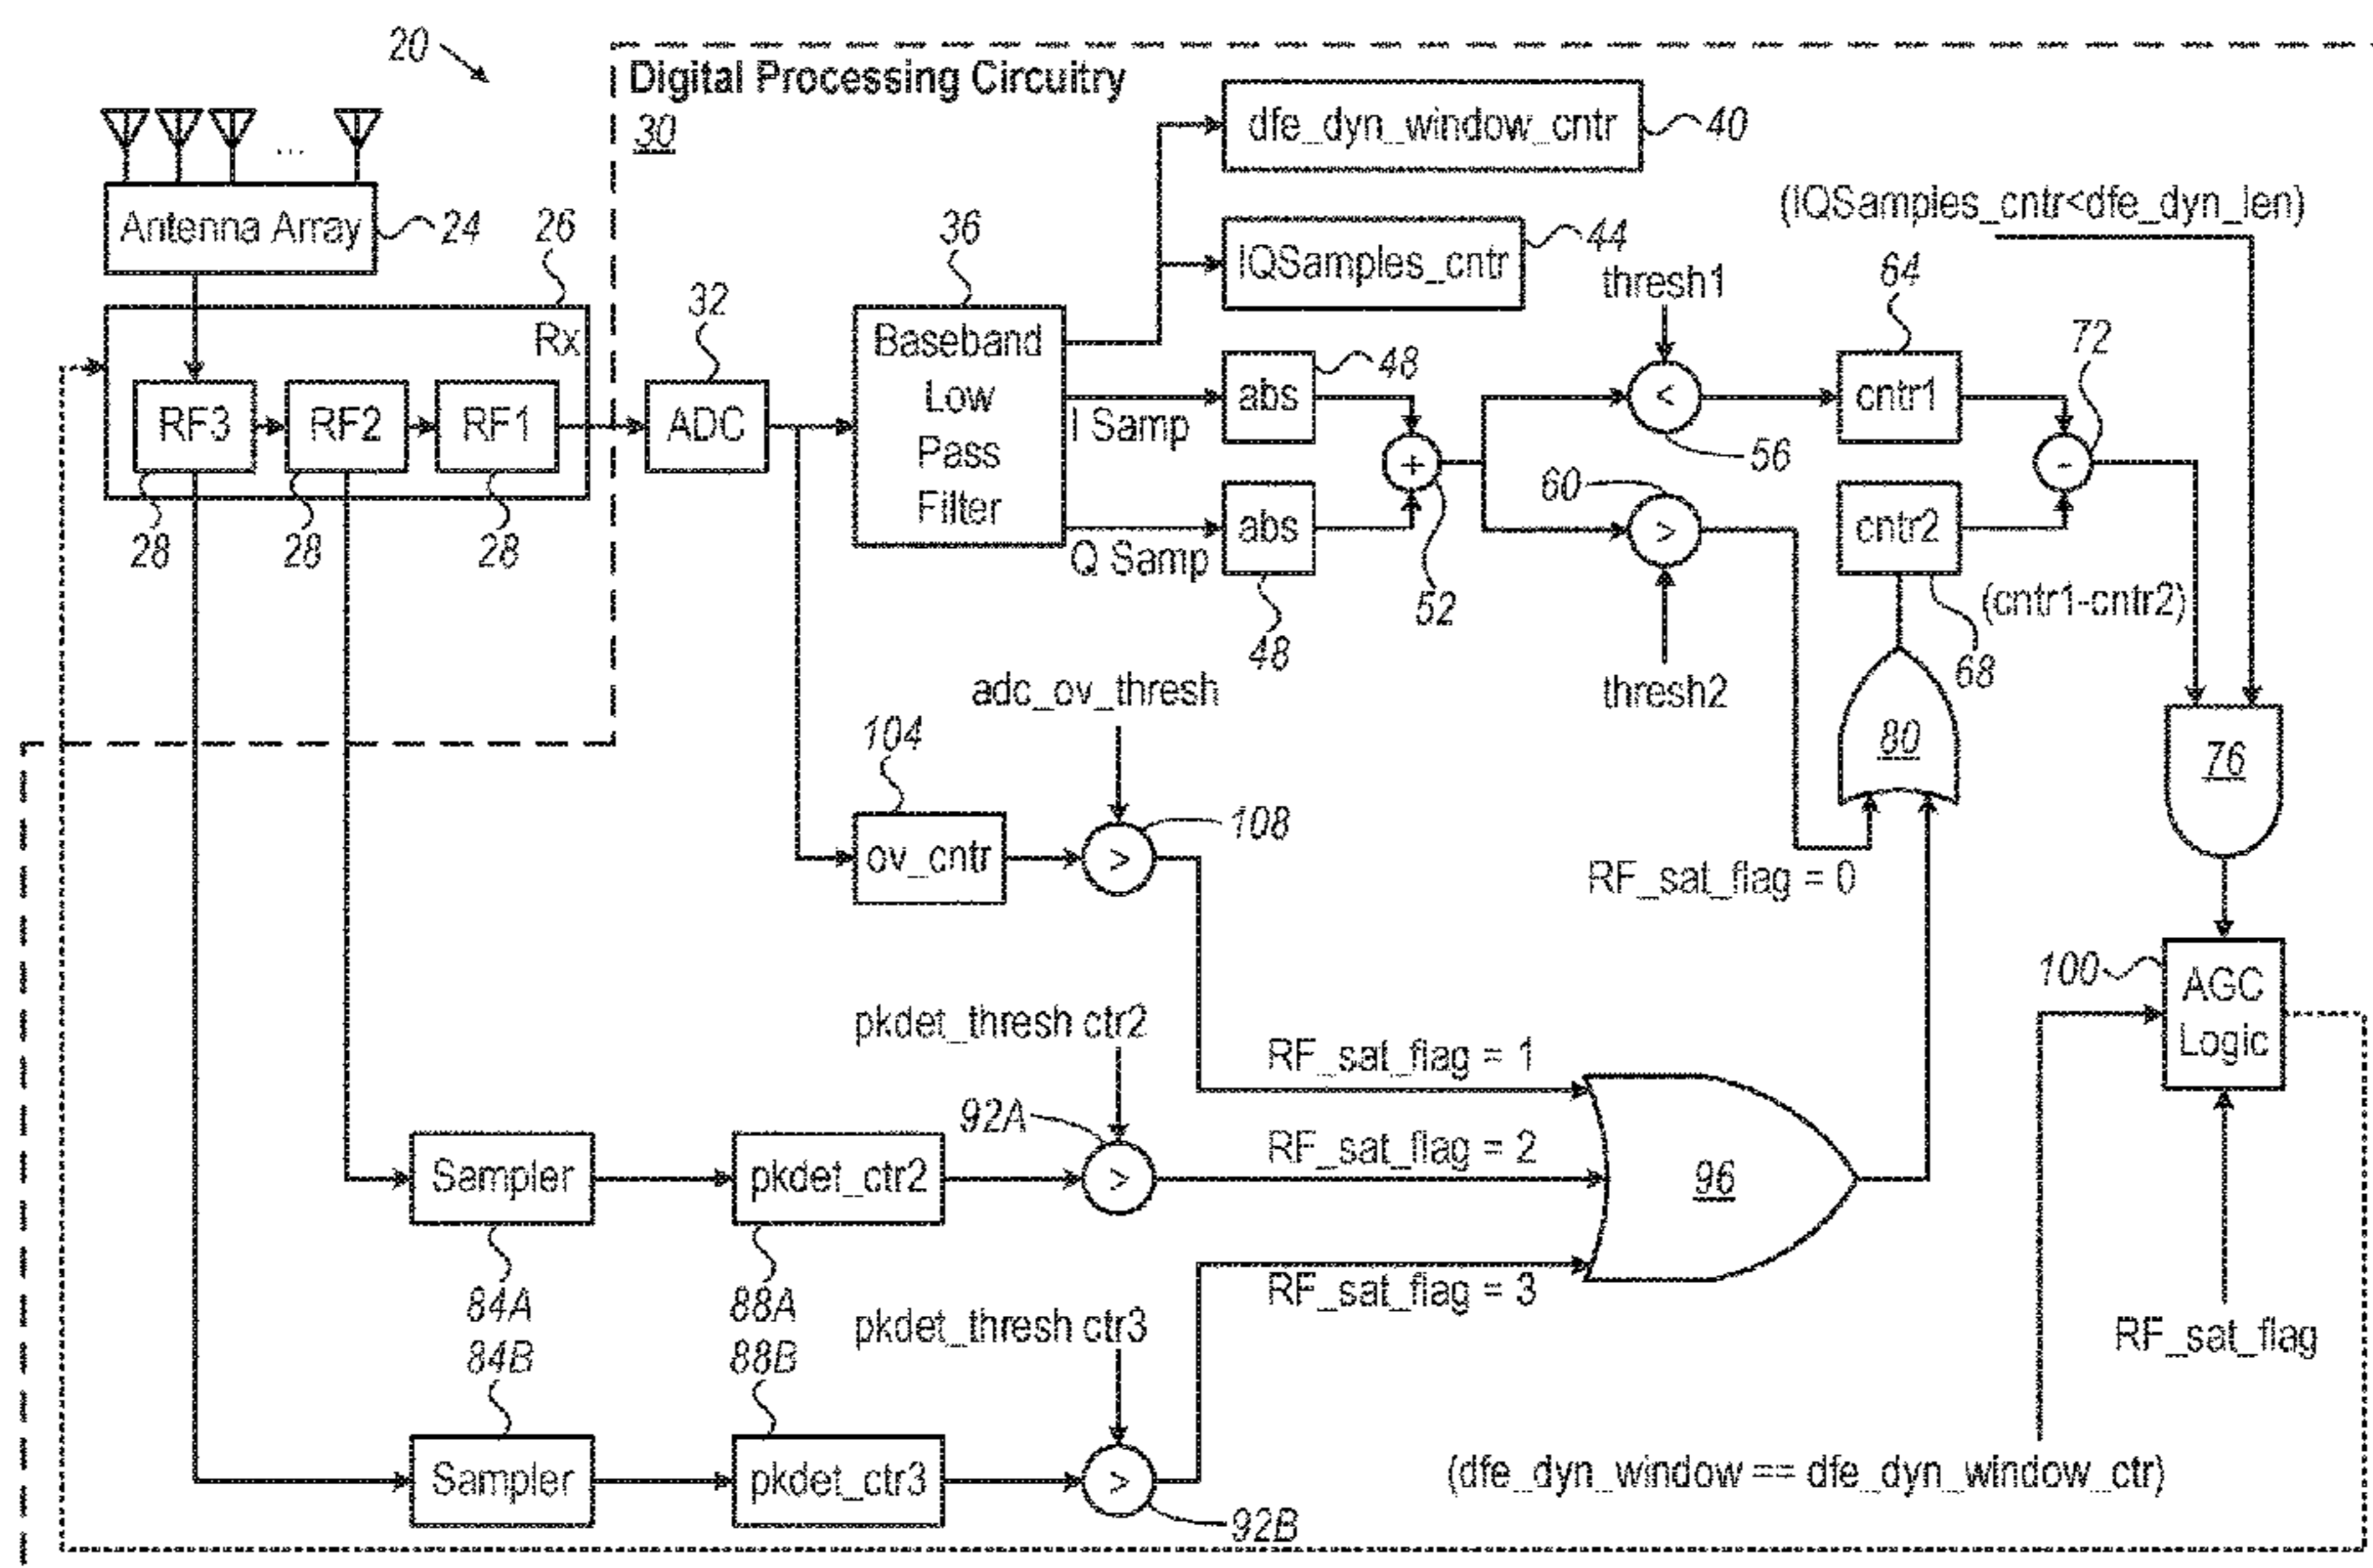 20
Digital Processing Circuitry
30
dfe_dyn_window_cntr
40
...
Antenna Array
24
26
Rx
RF3
RF2
RF1
28
28
28
32
ADC
36
Baseband
Low
Pass
Filter
IQSamples_cntr
44
I Samp
Q Samp
abs
48
abs
48
+
52
thresh1
<
56
60
>
thresh2
(IQSamples_cntr<dfe_dyn_len)
64
cntr1
72
-
cntr2
68
(cntr1-cntr2)
80
76
adc_ov_thresh
104
ov_cntr
>
108
RF_sat_flag = 0
100
AGC
Logic
RF_sat_flag
pkdet_thresh ctr2
92A
>
RF_sat_flag = 1
RF_sat_flag = 2
RF_sat_flag = 3
96
Sampler
84A
pkdet_ctr2
88A
84B
Sampler
88B
pkdet_ctr3
pkdet_thresh ctr3
>
92B
(dfe_dyn_window == dfe_dyn_window_ctr)